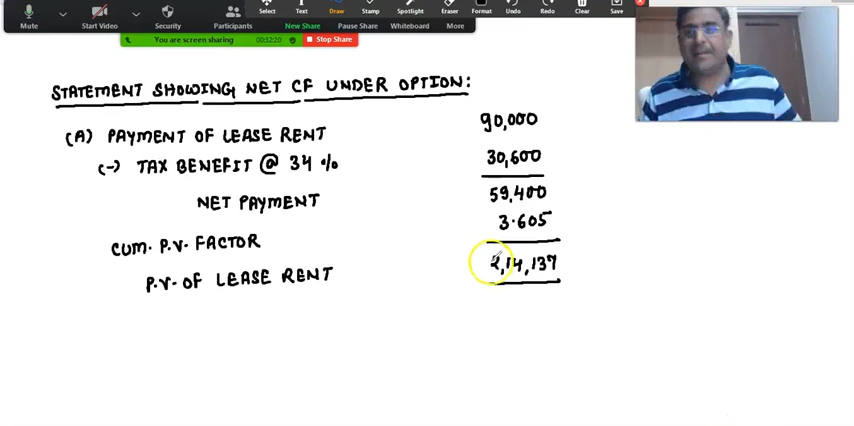 Mute
Start Video
Security
New Share
Pause Share
Whiteboard
More
Select
Text
Draw
Stamp
Spotlight
Eraser
Format
Undo
Redo
Clear
Save
You are screen sharing
00:32:20
Stop Share
STATEMENT SHOWING NET CF UNDER OPTION:
(A) PAYMENT OF LEASE RENT 90,000
(-) TAX BENEFIT @ 34 % 30,600
NET PAYMENT 59,400
CUM. P.V. FACTOR 3.605
P.V. OF LEASE RENT 2,14,137